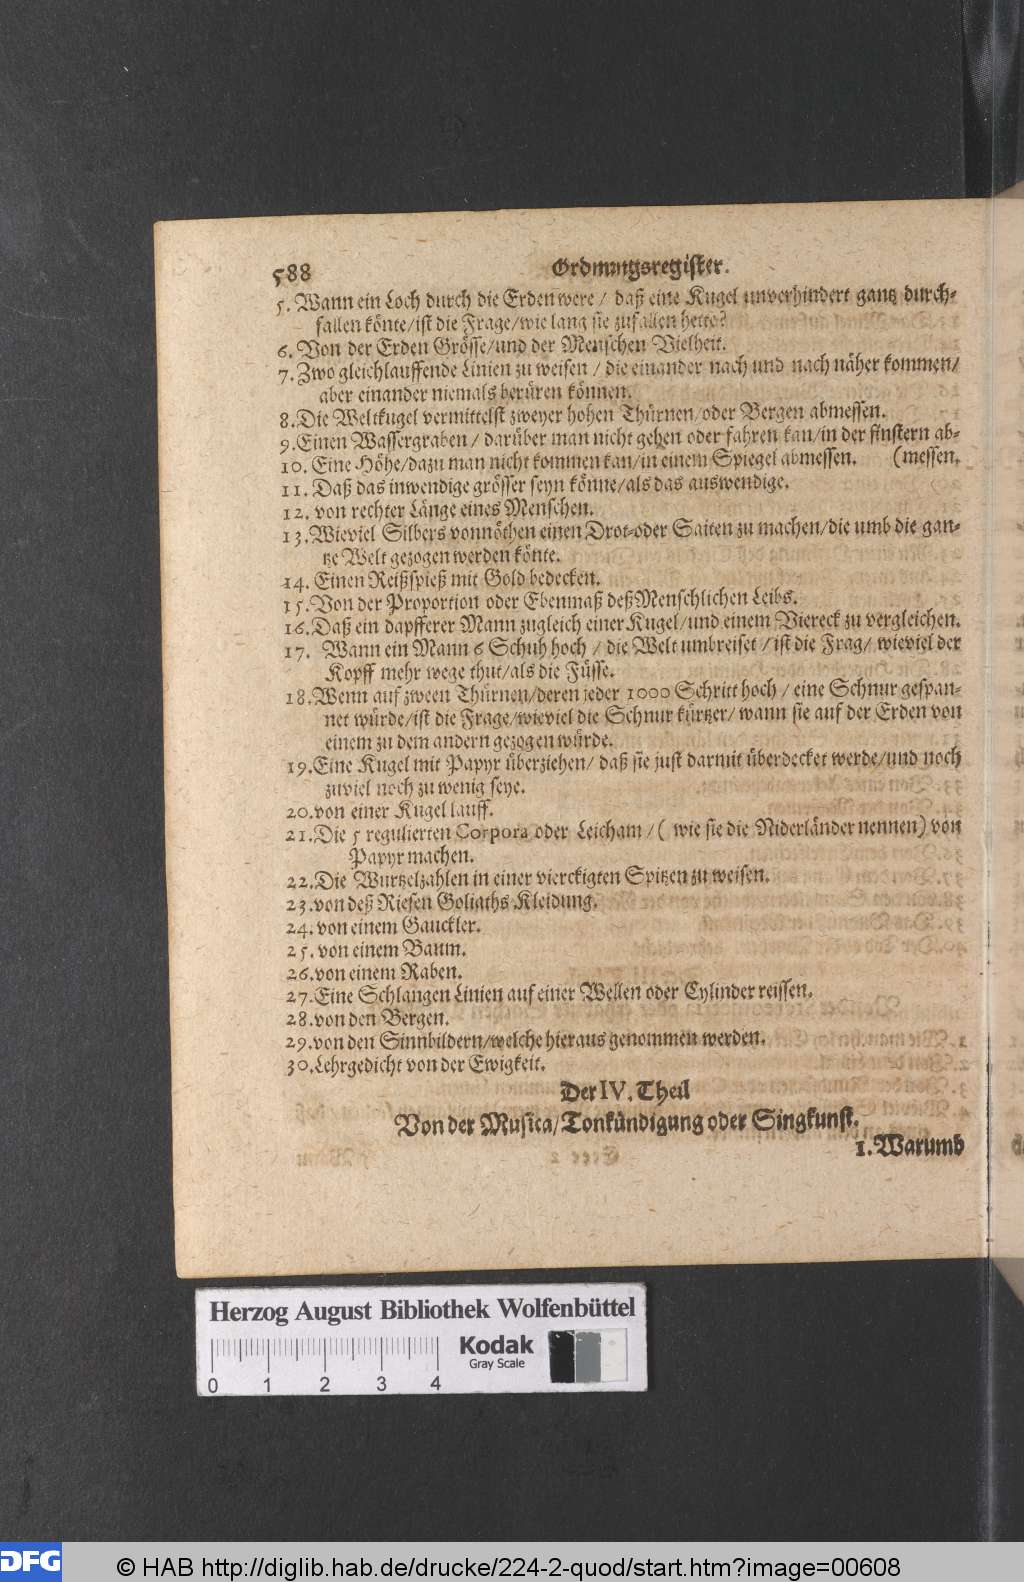 588 Ordnungsregister.
5. Wann ein Loch durch die Erden were / daß eine Kugel unverhindert gantz durch-
fallen könte/ist die Frage/wie lang sie zufallen hette?
6. Von der Erden Grösse/und der Menschen Vielheit.
7. Zwo gleichlauffende Linien zu weisen / die einander nach und nach näher kommen/
aber einander niemals berüren können.
8. Die Weltkugel vermittelst zweyer hohen Thürnen/oder Bergen abmessen.
9. Einen Wassergraben / darüber man nicht gehen oder fahren kan/in der finstern ab-
10. Eine Höhe/dazu man nicht kommen kan/in einem Spiegel abmessen. (messen.
11. Daß das inwendige grösser seyn könne/als das auswendige.
12. von rechter Länge eines Menschen.
13. Wieviel Silbers vonnöthen einen Drot-oder Saiten zu machen/die umb die gan-
tze Welt gezogen werden könte.
14. Einen Reißspieß mit Gold bedecken.
15. Von der Proportion oder Ebenmaß deß Menschlichen Leibs.
16. Daß ein dapfferer Mann zugleich einer Kugel/und einem Viereck zu vergleichen.
17. Wann ein Mann 6 Schuh hoch / die Welt umbreiset / ist die Frag/ wieviel der
Kopff mehr wege thut/als die Füsse.
18. Wenn auf zween Thürnen/deren jeder 1000 Schritt hoch / eine Schnur gespan-
net würde/ist die Frage/wieviel die Schnur kürtzer/ wann sie auf der Erden von
einem zu dem andern gezogen würde.
19. Eine Kugel mit Papyr überziehen/ daß sie just darmit überdecket werde/und noch
zuviel noch zu wenig seye.
20. von einer Kugel lauff.
21. Die 5 regulierten Corpora oder Leicham / ( wie sie die Niderländer nennen) von
Papyr machen.
22. Die Wurtzelzahlen in einer vierckigten Spitzen zu weisen.
23. von deß Riesen Goliaths Kleidung.
24. von einem Gauckler.
25. von einem Baum.
26. von einem Raben.
27. Eine Schlangen Linien auf einer Wellen oder Cylinder reissen.
28. von den Bergen.
29. von den Sinnbildern/welche hieraus genommen werden.
30. Lehrgedicht von der Ewigkeit.
Der IV. Theil
Von der Musica/Tonkündigung oder Singkunst.
1. Warumb
Herzog August Bibliothek Wolfenbüttel
Kodak
Gray Scale
0 1 2 3 4
DFG © HAB http://diglib.hab.de/drucke/224-2-quod/start.htm?image=00608